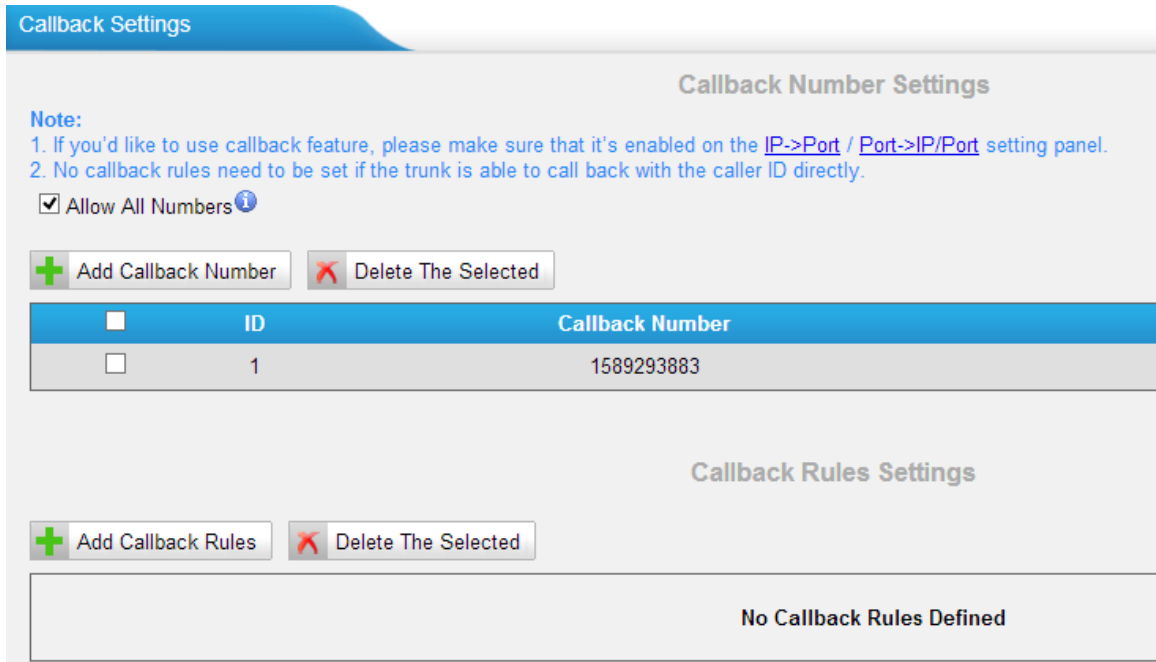 Callback Settings
Callback Number Settings
Note:
1. If you'd like to use callback feature, please make sure that it's enabled on the IP->Port / Port->IP/Port setting panel.
2. No callback rules need to be set if the trunk is able to call back with the caller ID directly.
Allow All Numbers
Add Callback Number Delete The Selected
ID Callback Number
1 1589293883
Callback Rules Settings
Add Callback Rules Delete The Selected
No Callback Rules Defined